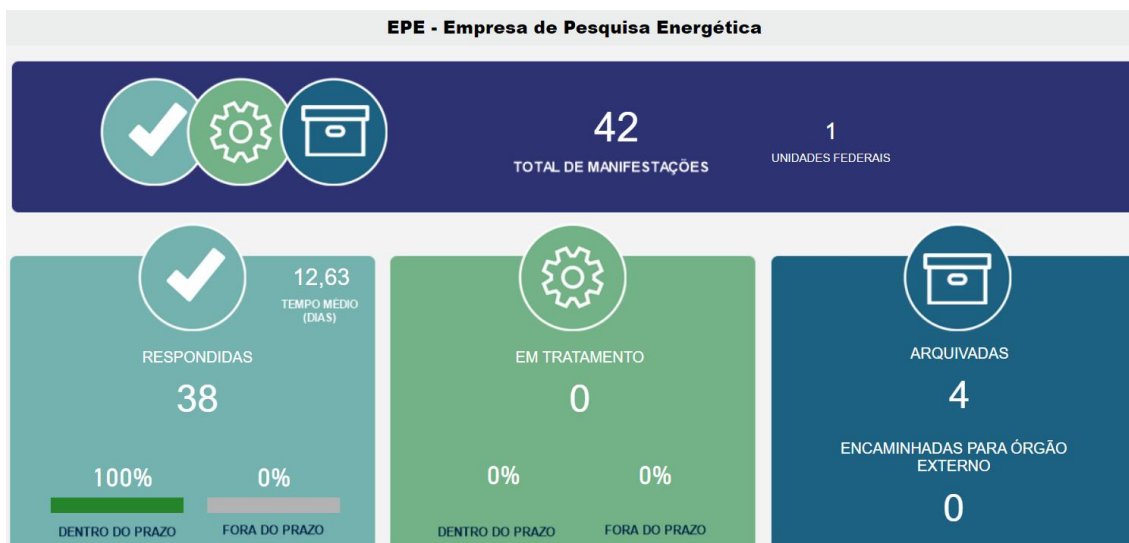 EPE - Empresa de Pesquisa Energética
42
TOTAL DE MANIFESTAÇÕES
1
UNIDADES FEDERAIS
12,63
TEMPO MÉDIO
(DIAS)
RESPONDIDAS
38
100%
0%
DENTRO DO PRAZO
FORA DO PRAZO
EM TRATAMENTO
0
0%
0%
DENTRO DO PRAZO
FORA DO PRAZO
ARQUIVADAS
4
ENCAMINHADAS PARA ÓRGÃO
EXTERNO
0